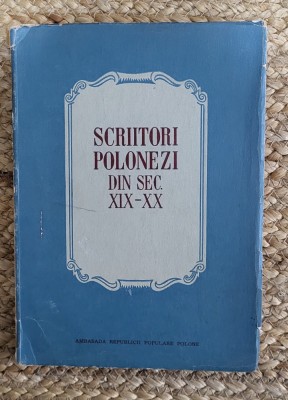 SCRIITORI
POLONEZI
DIN SEC.
XIX-XX
AMBASADA REPUBLICII POPULARE POLONE